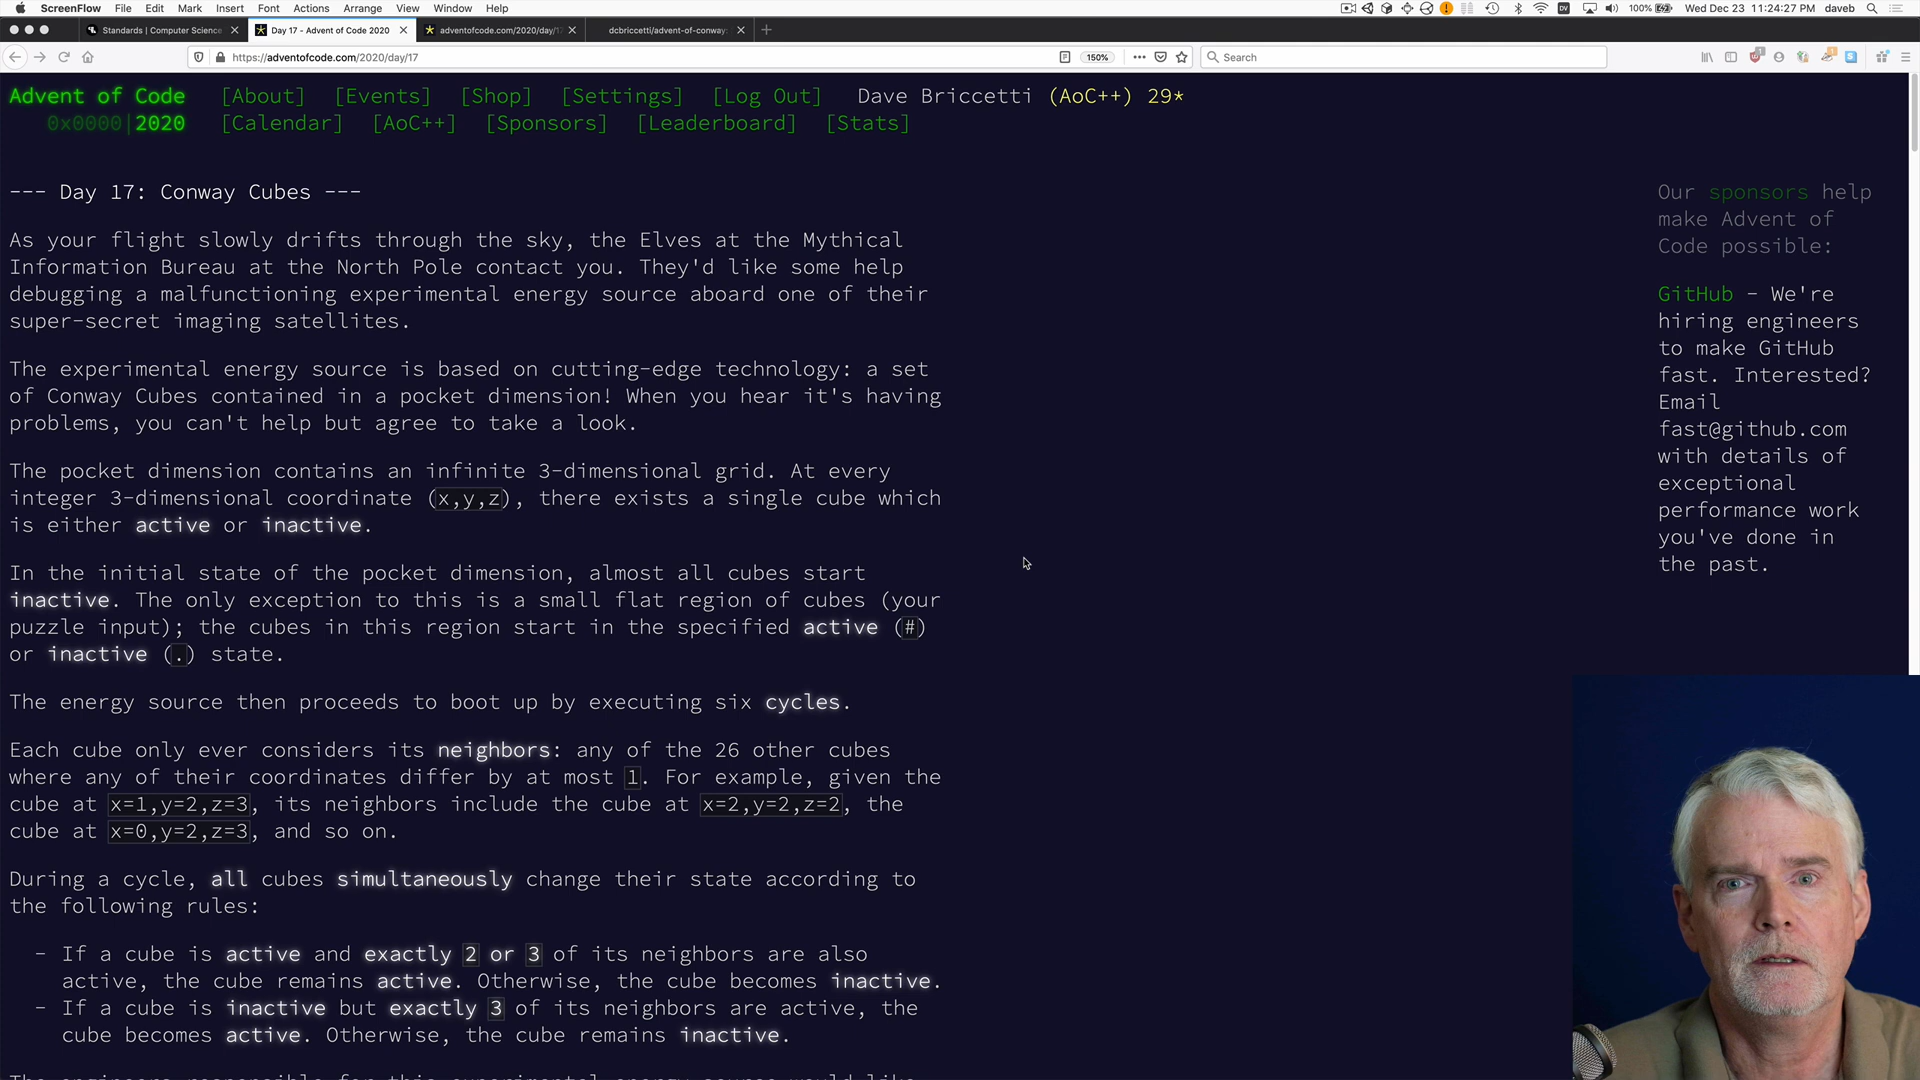 ScreenFlow File Edit Mark Insert Font Actions Arrange View Window Help 100% Wed Dec 23 11:24:27 PM daveb
Standards | Computer Science Day 17 - Advent of Code 2020 adventofcode.com/2020/day/17 dcbriccetti/advent-of-conway
https://adventofcode.com/2020/day/17 150% Search
Advent of Code [About] [Events] [Shop] [Settings] [Log Out] Dave Briccetti (AoC++) 29*
0x0000|2020 [Calendar] [AoC++] [Sponsors] [Leaderboard] [Stats]
--- Day 17: Conway Cubes ---
As your flight slowly drifts through the sky, the Elves at the Mythical
Information Bureau at the North Pole contact you. They'd like some help
debugging a malfunctioning experimental energy source aboard one of their
super-secret imaging satellites.
The experimental energy source is based on cutting-edge technology: a set
of Conway Cubes contained in a pocket dimension! When you hear it's having
problems, you can't help but agree to take a look.
The pocket dimension contains an infinite 3-dimensional grid. At every
integer 3-dimensional coordinate (x,y,z), there exists a single cube which
is either active or inactive.
In the initial state of the pocket dimension, almost all cubes start
inactive. The only exception to this is a small flat region of cubes (your
puzzle input); the cubes in this region start in the specified active (#)
or inactive (.) state.
The energy source then proceeds to boot up by executing six cycles.
Each cube only ever considers its neighbors: any of the 26 other cubes
where any of their coordinates differ by at most 1. For example, given the
cube at x=1,y=2,z=3, its neighbors include the cube at x=2,y=2,z=2, the
cube at x=0,y=2,z=3, and so on.
During a cycle, all cubes simultaneously change their state according to
the following rules:
- If a cube is active and exactly 2 or 3 of its neighbors are also
active, the cube remains active. Otherwise, the cube becomes inactive.
- If a cube is inactive but exactly 3 of its neighbors are active, the
cube becomes active. Otherwise, the cube remains inactive.
Our sponsors help
make Advent of
Code possible:
GitHub - We're
hiring engineers
to make GitHub
fast. Interested?
Email
fast@github.com
with details of
exceptional
performance work
you've done in
the past.